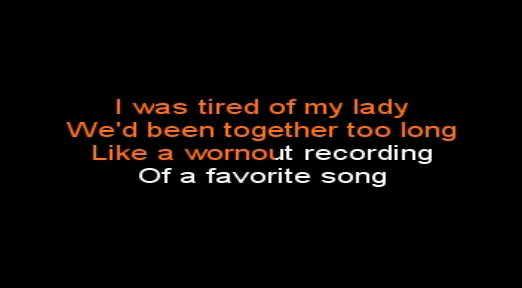 I was tired of my lady
We'd been together too long
Like a wornout recording
Of a favorite song